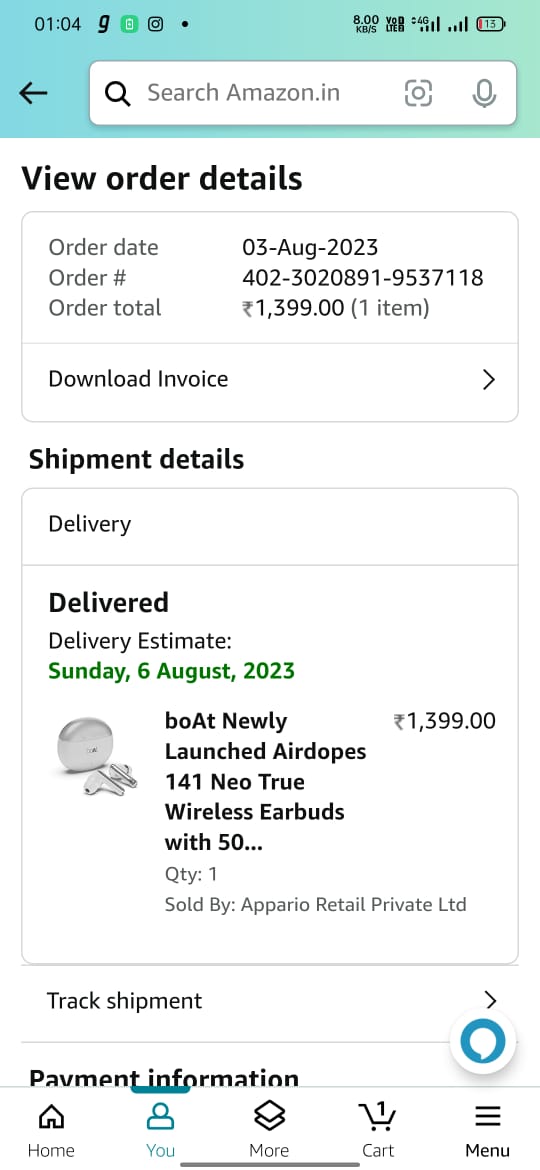 01:04
8.00 KB/S VoD LTE 4G 13
Search Amazon.in
View order details
Order date 03-Aug-2023
Order # 402-3020891-9537118
Order total ₹1,399.00 (1 item)
Download Invoice
Shipment details
Delivery
Delivered
Delivery Estimate:
Sunday, 6 August, 2023
boAt Newly ₹1,399.00
Launched Airdopes
141 Neo True
Wireless Earbuds
with 50...
Qty: 1
Sold By: Appario Retail Private Ltd
Track shipment
Payment information
1
Home You More Cart Menu